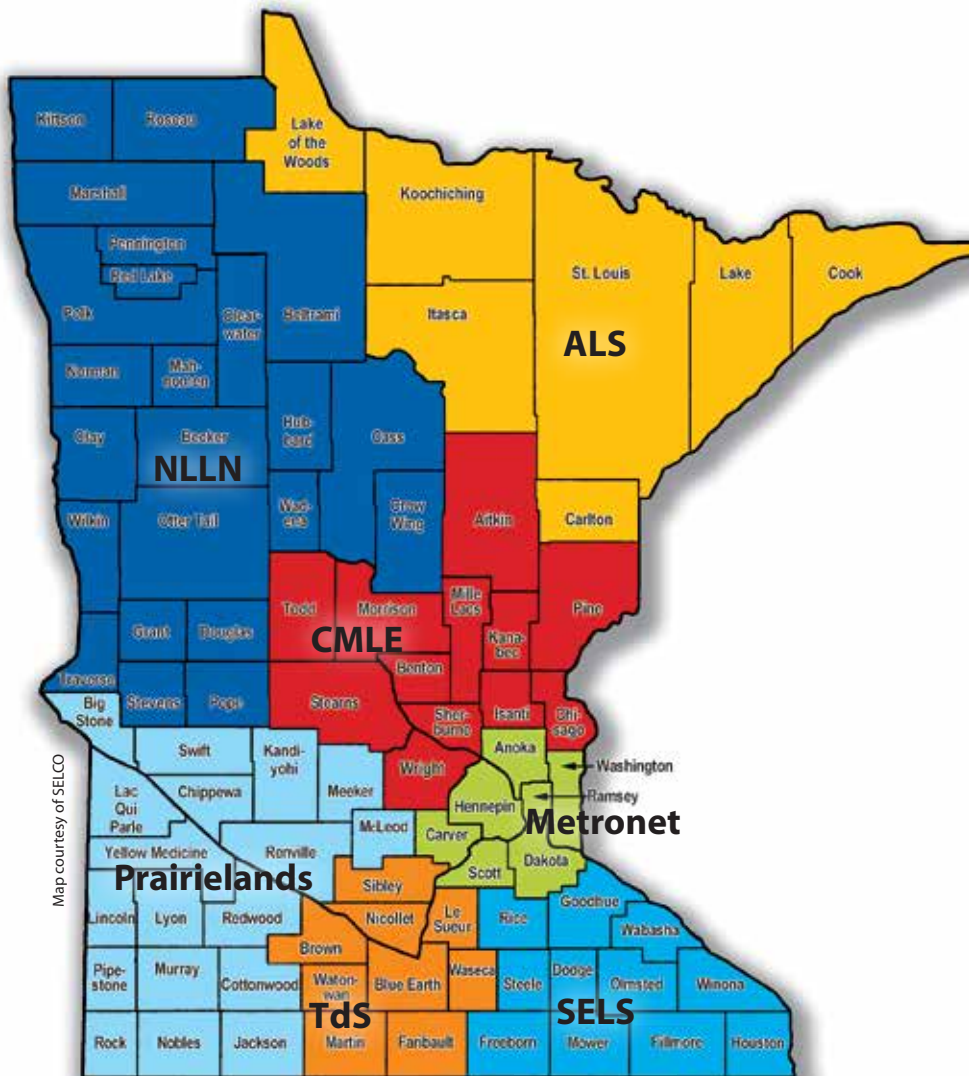 Kittson
Roseau
Lake
of the
Woods
Marshall
Koochiching
Pennington
Red Lake
St. Louis
Lake
Cook
Polk
Clear-
water
Beltrami
Itasca
ALS
Norman
Mah-
nomen
Hub-
bard
Cass
Clay
Becker
NLLN
Wilkin
Otter Tail
Wad-
ena
Crow
Wing
Aitkin
Carlton
Todd
Morrison
Mille
Lacs
Pine
Grant
Douglas
CMLE
Kana-
bec
Benton
Traverse
Big
Stone
Stevens
Pope
Stearns
Sher-
burne
Isanti
Chi-
sago
Swift
Kandi-
yohi
Anoka
Washington
Wright
Lac
Qui
Parle
Chippewa
Meeker
Ramsey
Hennepin
Metronet
McLeod
Carver
Yellow Medicine
Renville
Dakota
Scott
Prairielands
Sibley
Goodhue
Lincoln
Lyon
Redwood
Nicollet
Le
Sueur
Rice
Wabasha
Brown
Pipe-
stone
Murray
Cottonwood
Waton-
wan
Blue Earth
Waseca
Steele
Dodge
Olmsted
Winona
TdS
SELS
Rock
Nobles
Jackson
Martin
Faribault
Freeborn
Mower
Fillmore
Houston
Map courtesy of SELCO